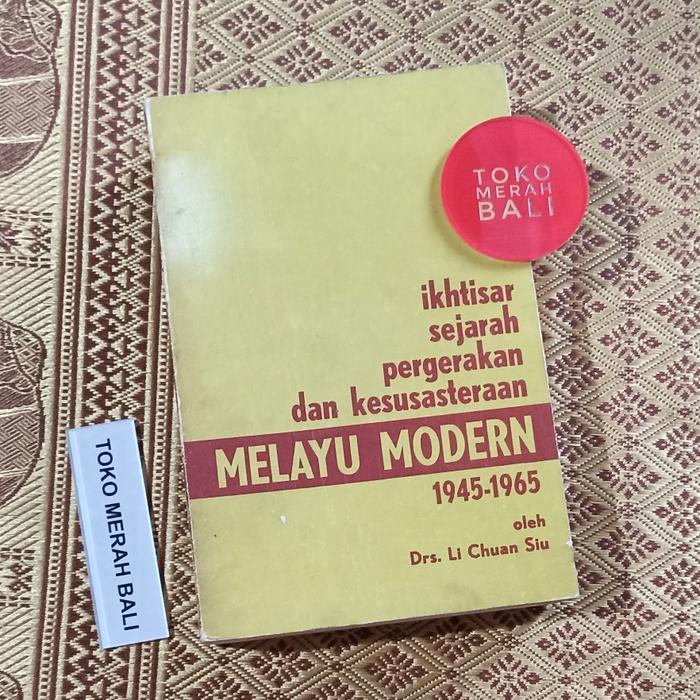 TOKO
MERAH
BALI
ikhtisar
sejarah
pergerakan
dan kesusasteraan
MELAYU MODERN
1945-1965
oleh
Drs. Li Chuan Siu
TOKO MERAH BALI